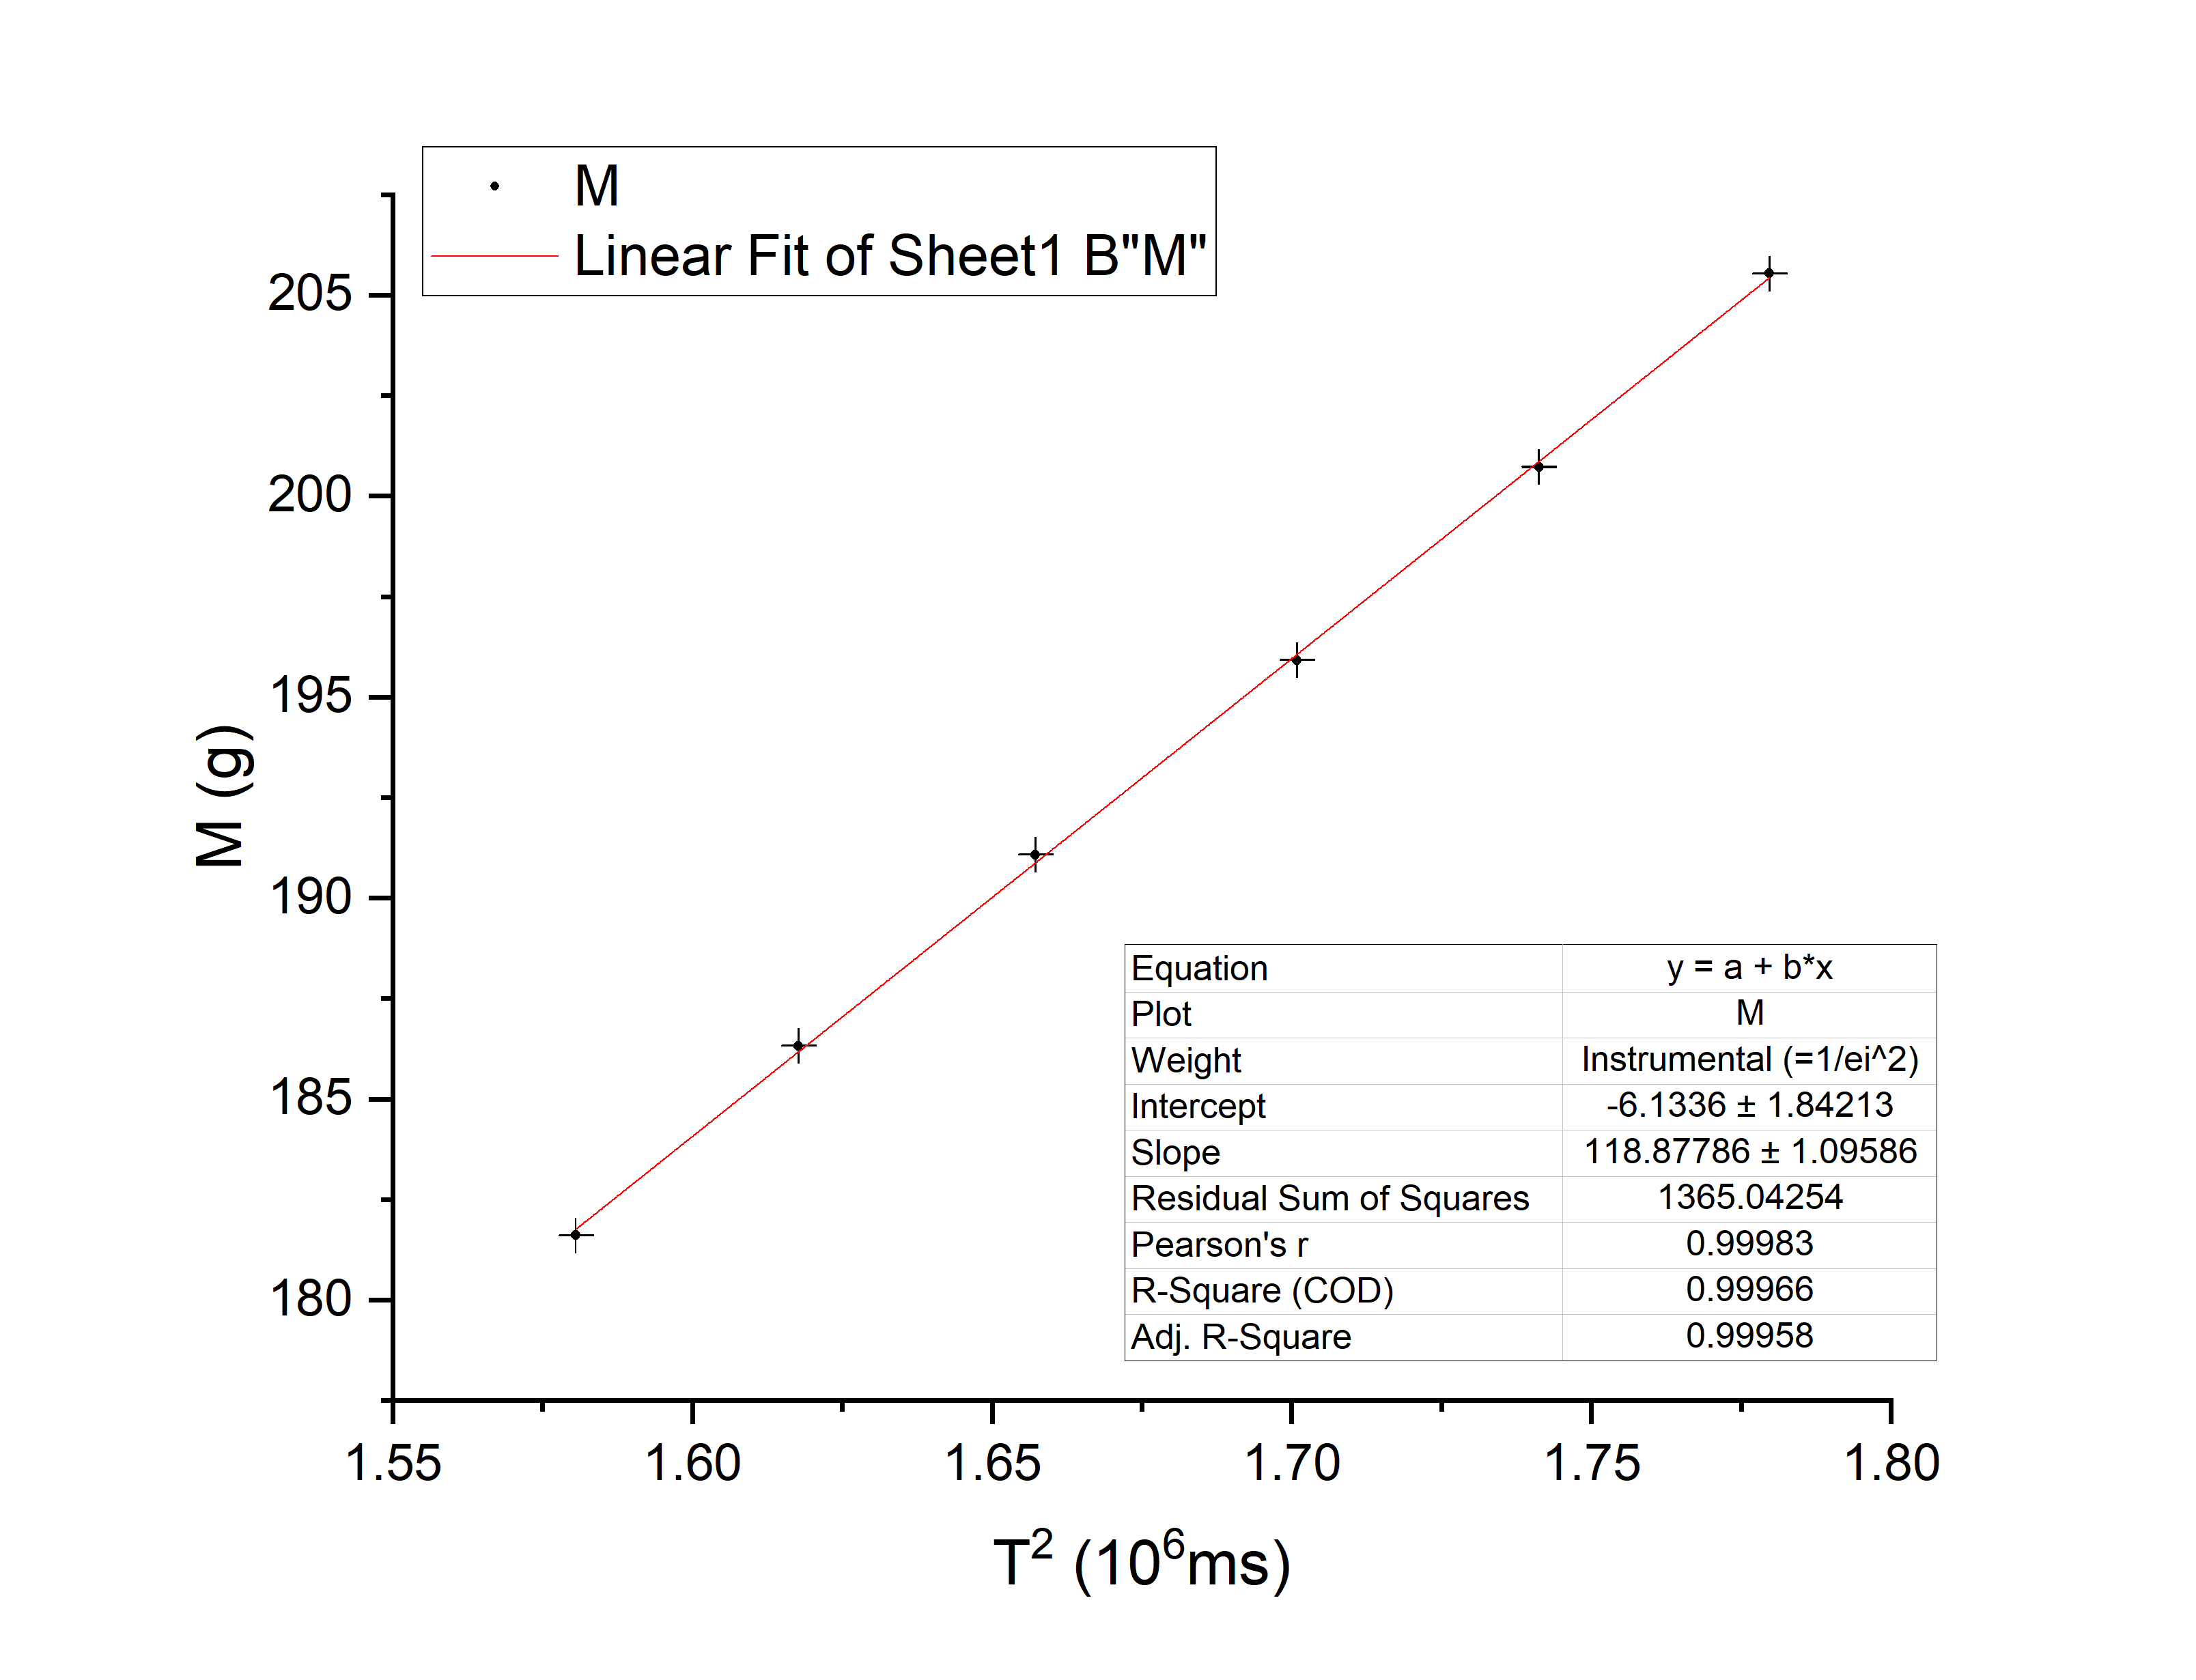 M
Linear Fit of Sheet1 B"M"
205
200
195
190
185
180
M (g)
Equation y = a + b*x
Plot M
Weight Instrumental (=1/ei^2)
Intercept -6.1336 ± 1.84213
Slope 118.87786 ± 1.09586
Residual Sum of Squares 1365.04254
Pearson's r 0.99983
R-Square (COD) 0.99966
Adj. R-Square 0.99958
1.55 1.60 1.65 1.70 1.75 1.80
T² (10⁶ms)